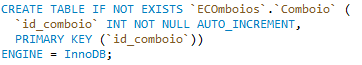 CREATE TABLE IF NOT EXISTS `ECOmboios`.`Comboio` (
`id_comboio` INT NOT NULL AUTO_INCREMENT,
PRIMARY KEY (`id_comboio`))
ENGINE = InnoDB;